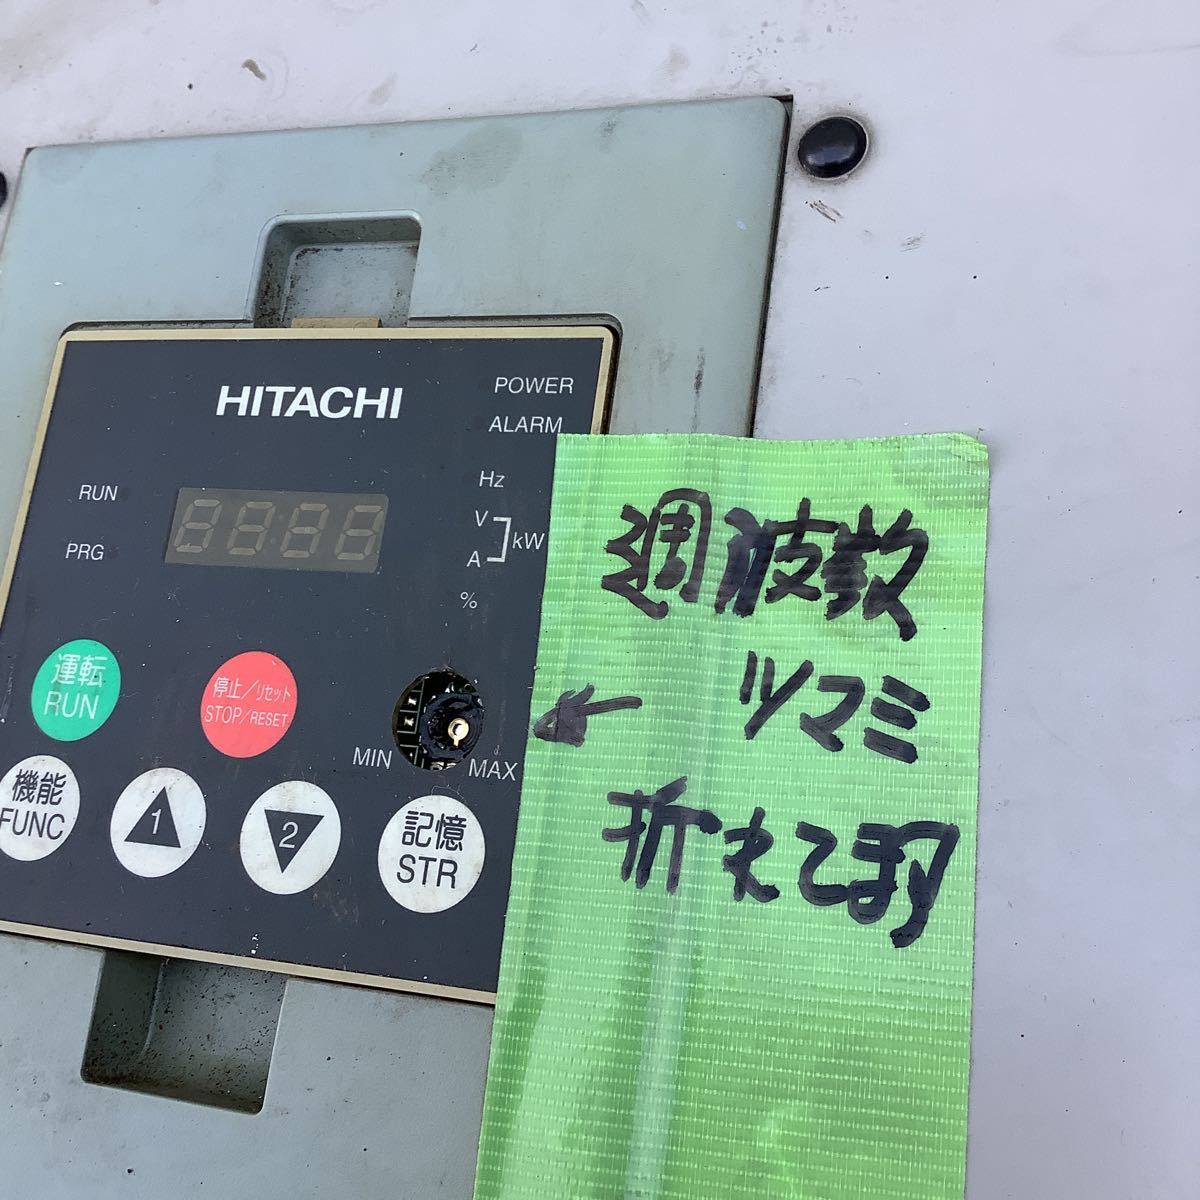 HITACHI
POWER
ALARM
RUN
PRG
8888
Hz
V
A
kW
%
運転
RUN
停止/リセット
STOP/RESET
MIN
MAX
機能
FUNC
1
2
記憶
STR
週波数
ツマミ
←
折れてます